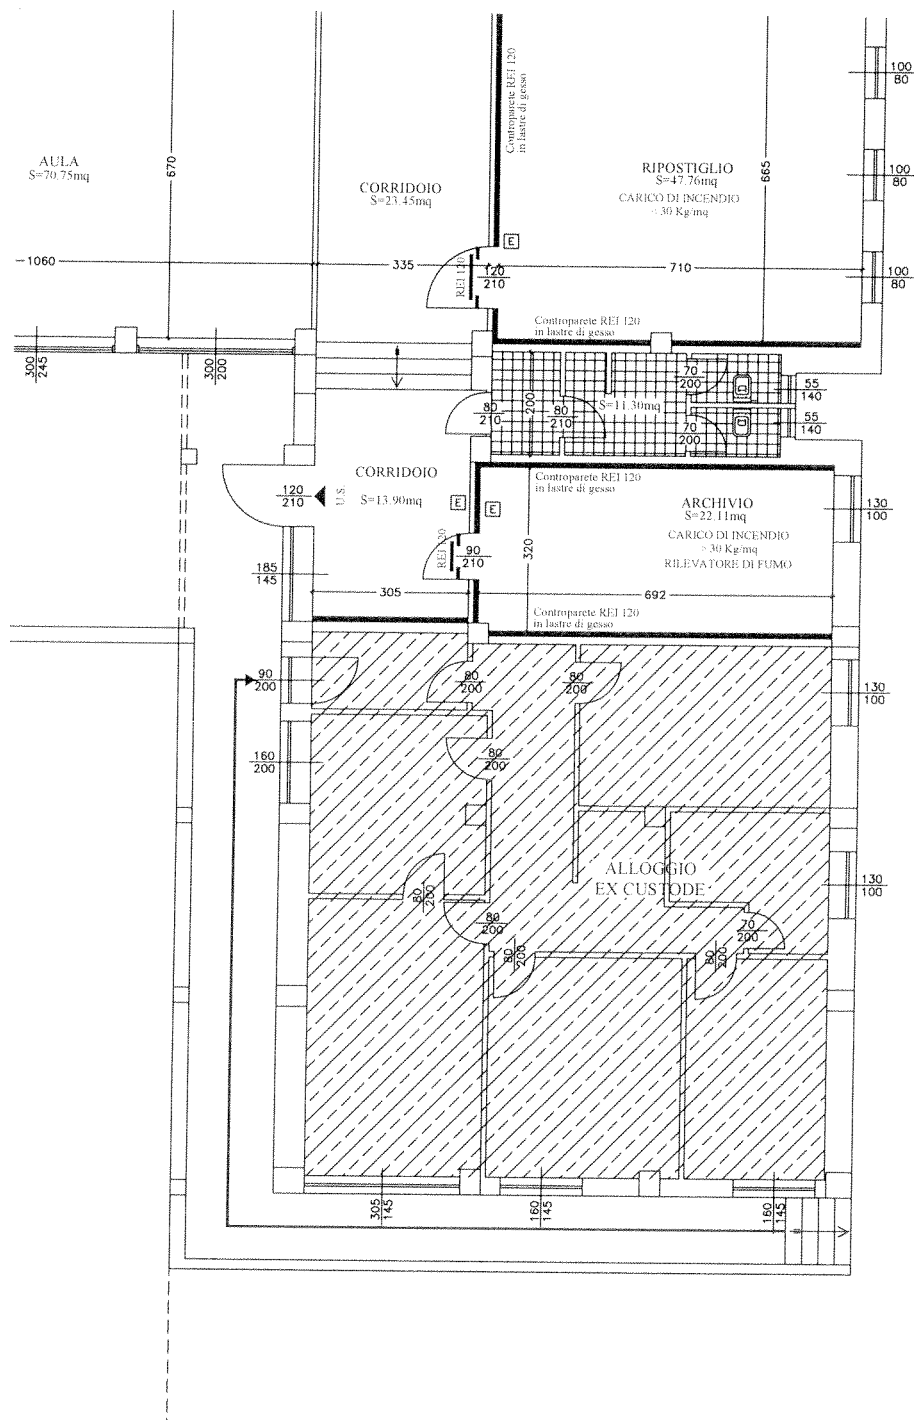 Controparete REI 120
in lastre di gesso
100
80
AULA
S=70.75mq
670
CORRIDOIO
S=23.45mq
RIPOSTIGLIO
S=47.76mq
CARICO DI INCENDIO
30 Kg/mq
665
100
80
E
1060
335
REI 120
120
210
710
100
80
Controparete REI 120
in lastre di gesso
300
245
300
200
70
200
55
140
200
80
210
80
210
S=11.30mq
70
200
55
140
CORRIDOIO
S=13.90mq
120
210
U.S.
E
E
Controparete REI 120
in lastre di gesso
ARCHIVIO
S=22.11mq
CARICO DI INCENDIO
> 30 Kg/mq
RILEVATORE DI FUMO
130
100
REI 120
90
210
320
185
145
305
692
Controparete REI 120
in lastre di gesso
90
200
80
200
80
200
130
100
160
200
80
200
ALLOGGIO
EX CUSTODE
130
100
80
200
80
200
80
200
80
200
70
200
305
145
160
145
160
145